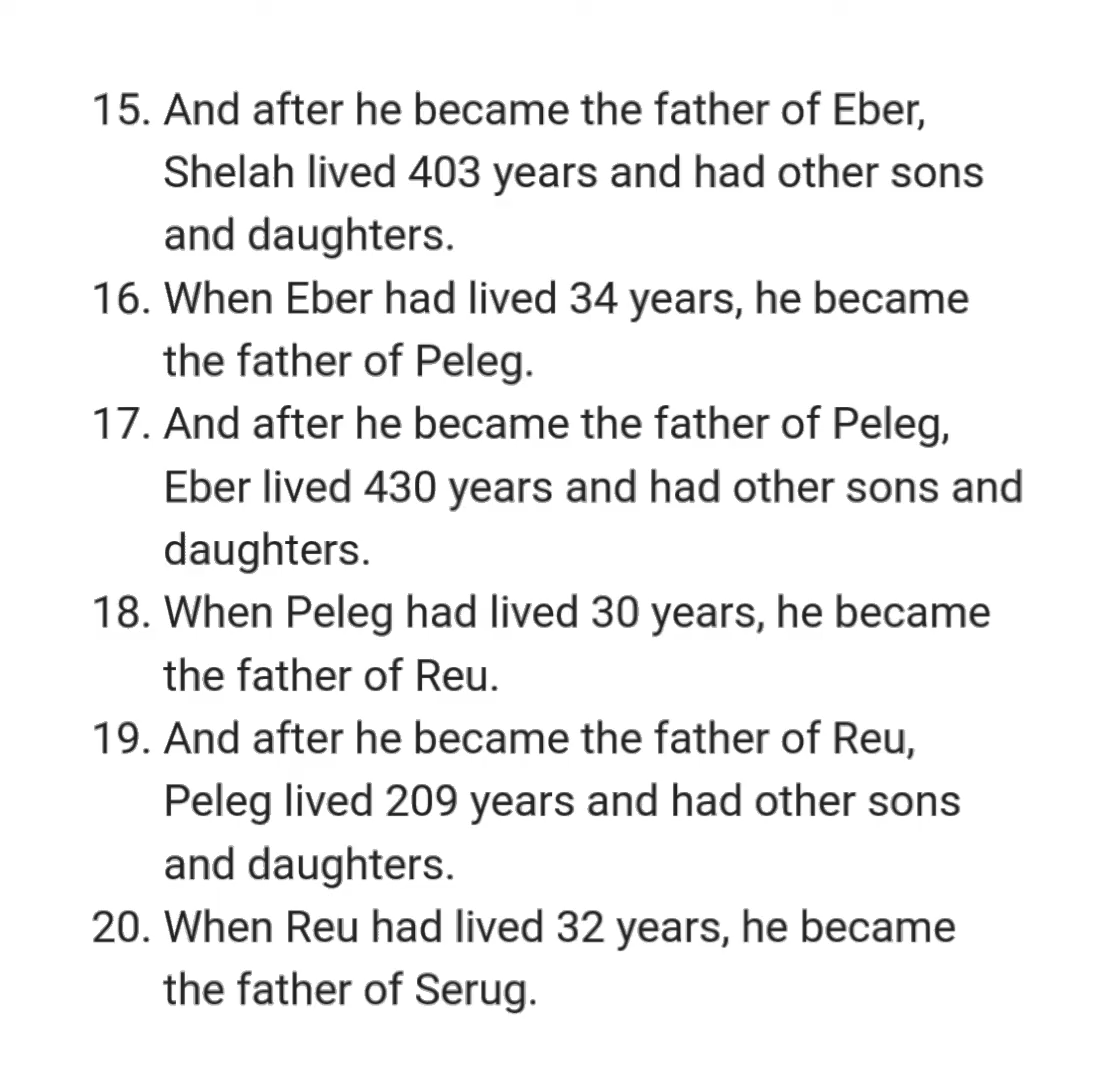 15. And after he became the father of Eber,
Shelah lived 403 years and had other sons
and daughters.
16. When Eber had lived 34 years, he became
the father of Peleg.
17. And after he became the father of Peleg,
Eber lived 430 years and had other sons and
daughters.
18. When Peleg had lived 30 years, he became
the father of Reu.
19. And after he became the father of Reu,
Peleg lived 209 years and had other sons
and daughters.
20. When Reu had lived 32 years, he became
the father of Serug.